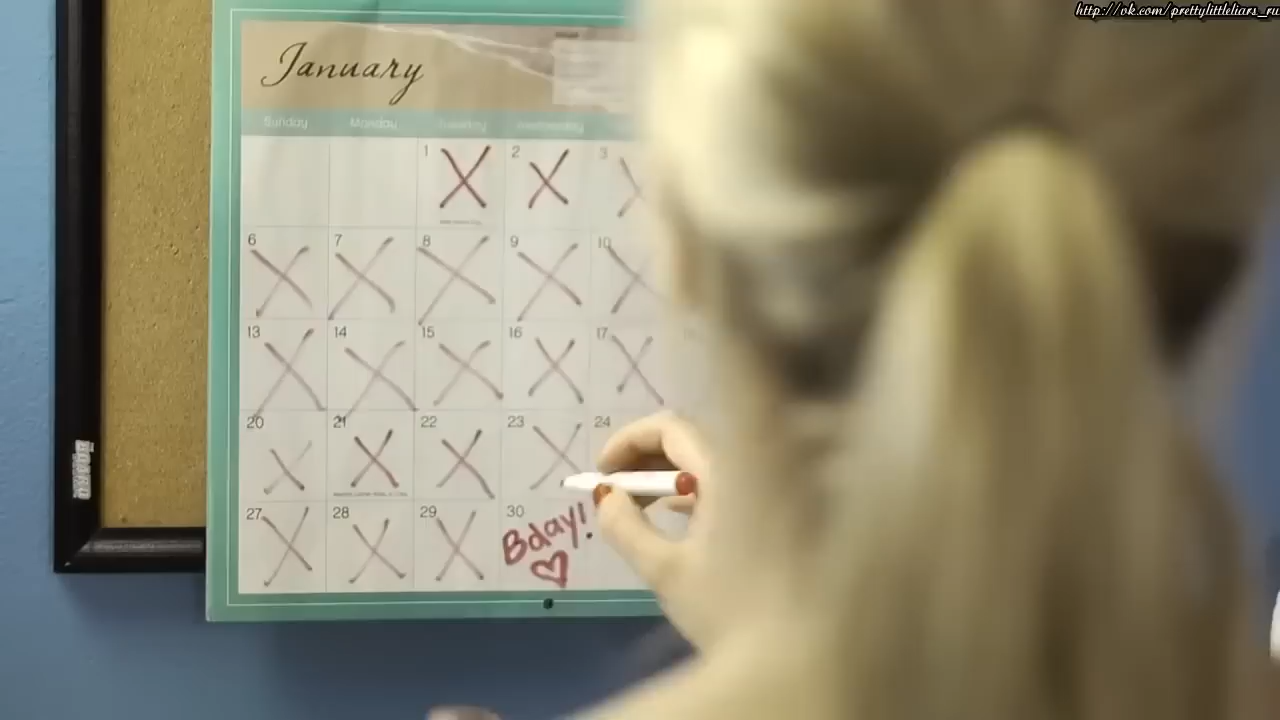 http://ok.com/prettylittleliars_ru
January
Sunday Monday Tuesday Wednesday
1 2 3
6 7 8 9 10
13 14 15 16 17
20 21 22 23 24
27 28 29 30
Bday!